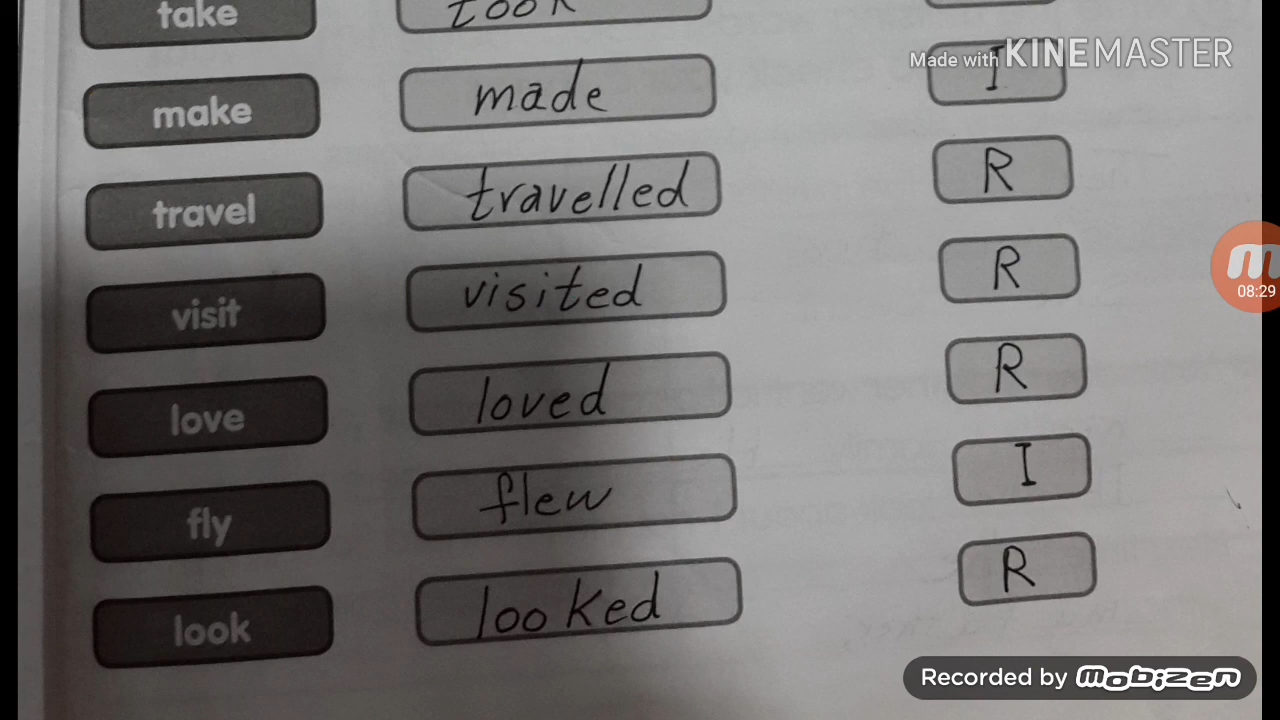 take took
make made I
travel travelled R
visit visited R
love loved R
fly flew I
look looked R
Made with KINEMASTER
08:29
Recorded by MOBIZEN